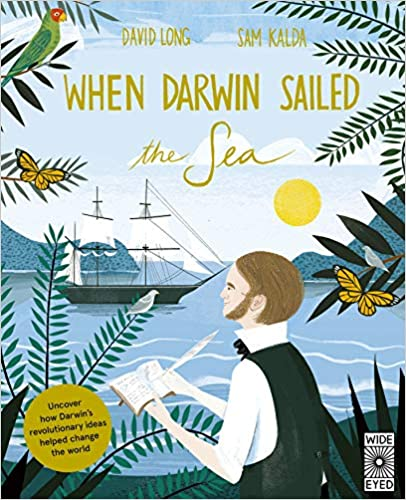 DAVID LONG SAM KALDA
WHEN DARWIN SAILED
the Sea
Uncover
how Darwin's
revolutionary ideas
helped change
the world
WIDE
EYED